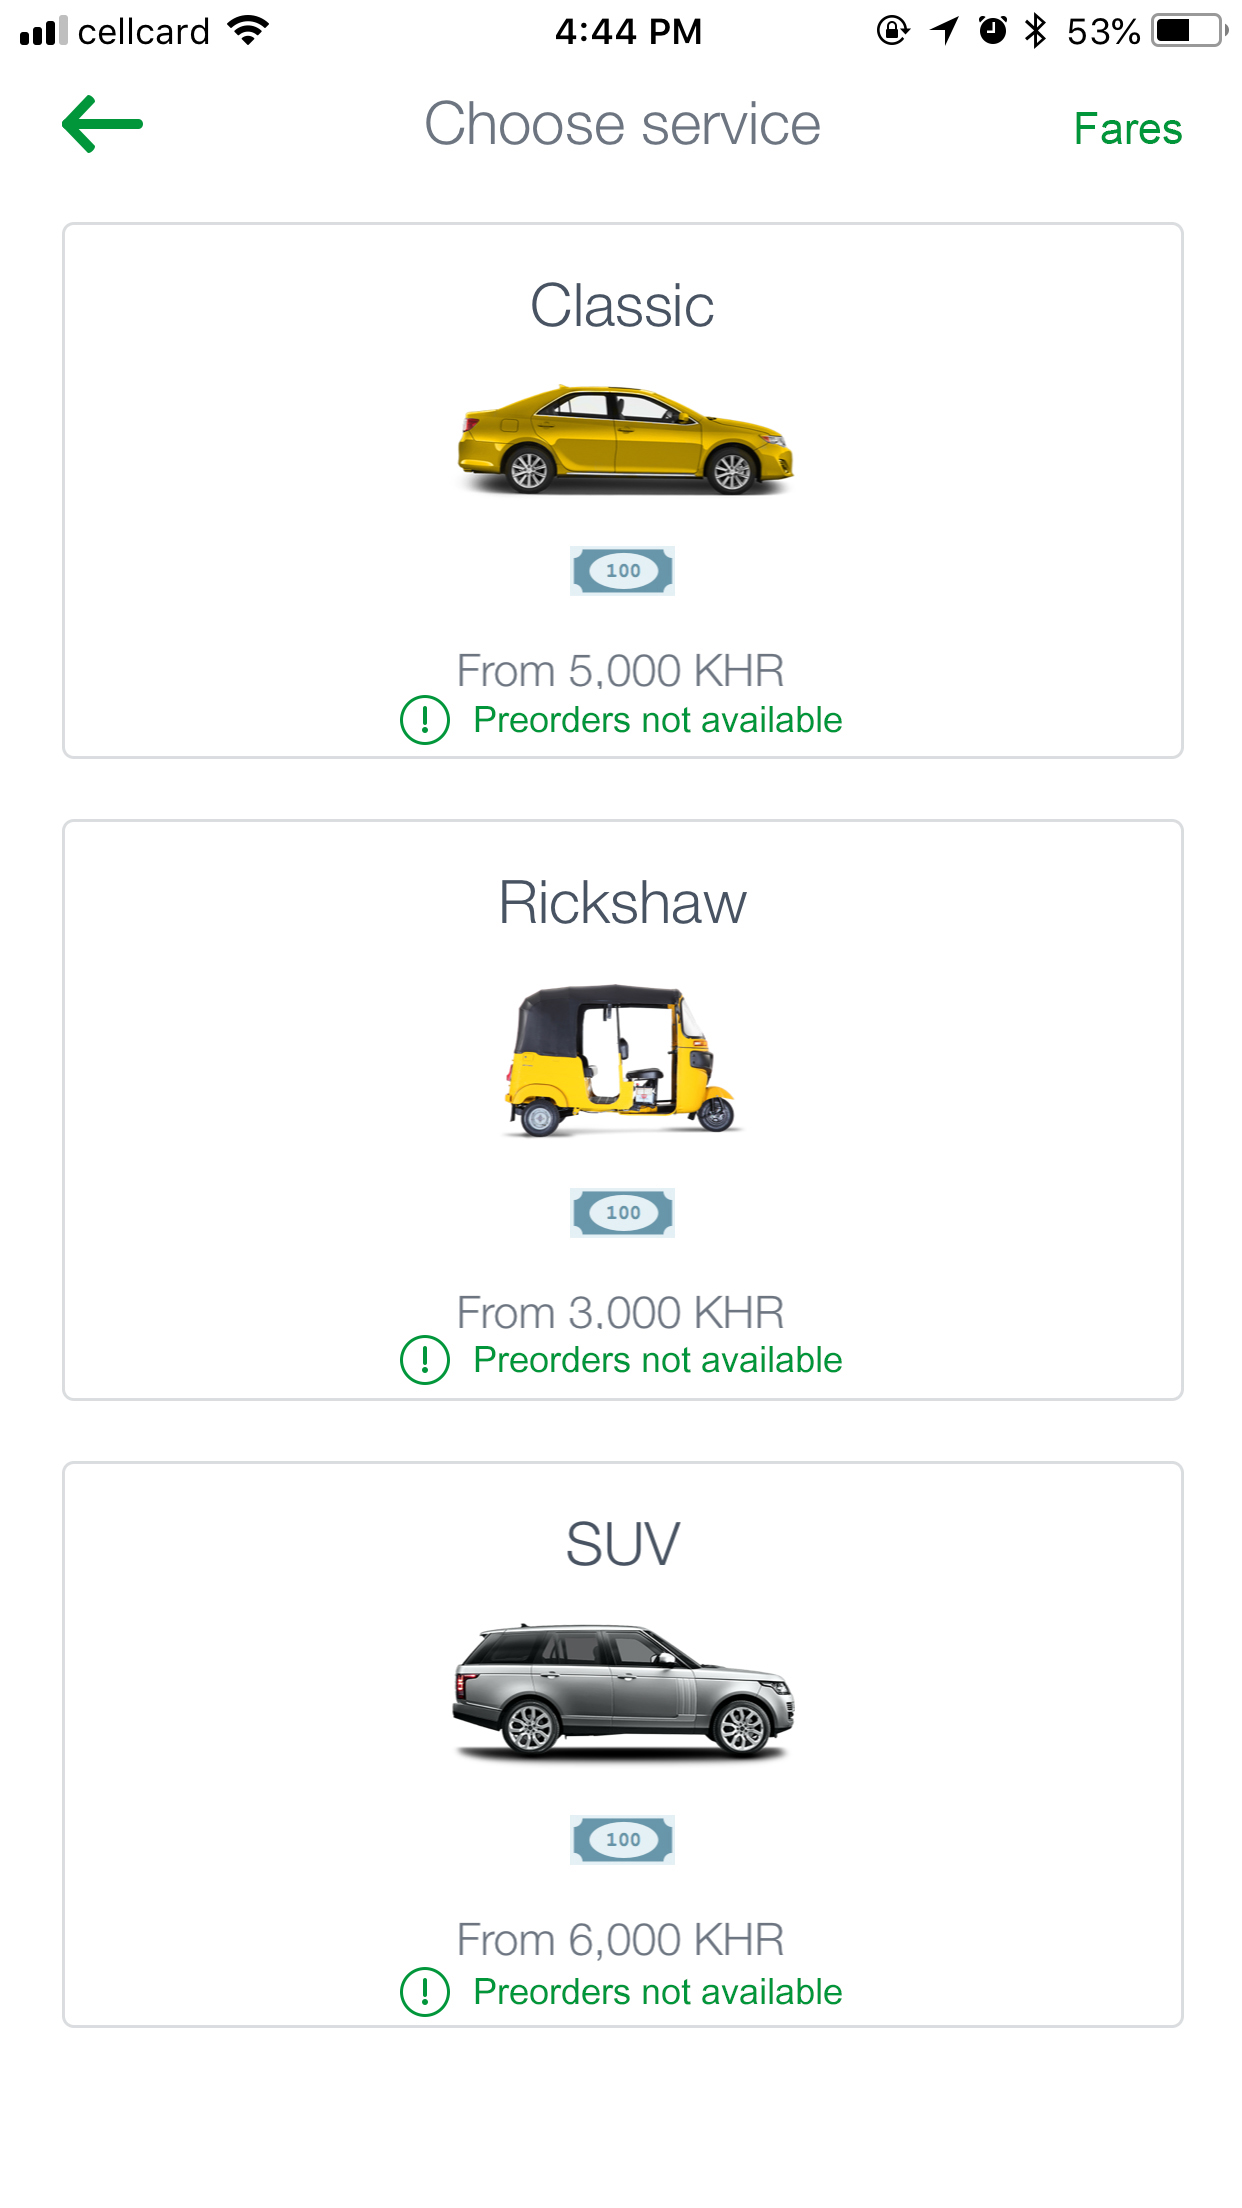 cellcard
4:44 PM
53%
Choose service
Fares
Classic
100
From 5,000 KHR
Preorders not available
Rickshaw
100
From 3,000 KHR
Preorders not available
SUV
100
From 6,000 KHR
Preorders not available